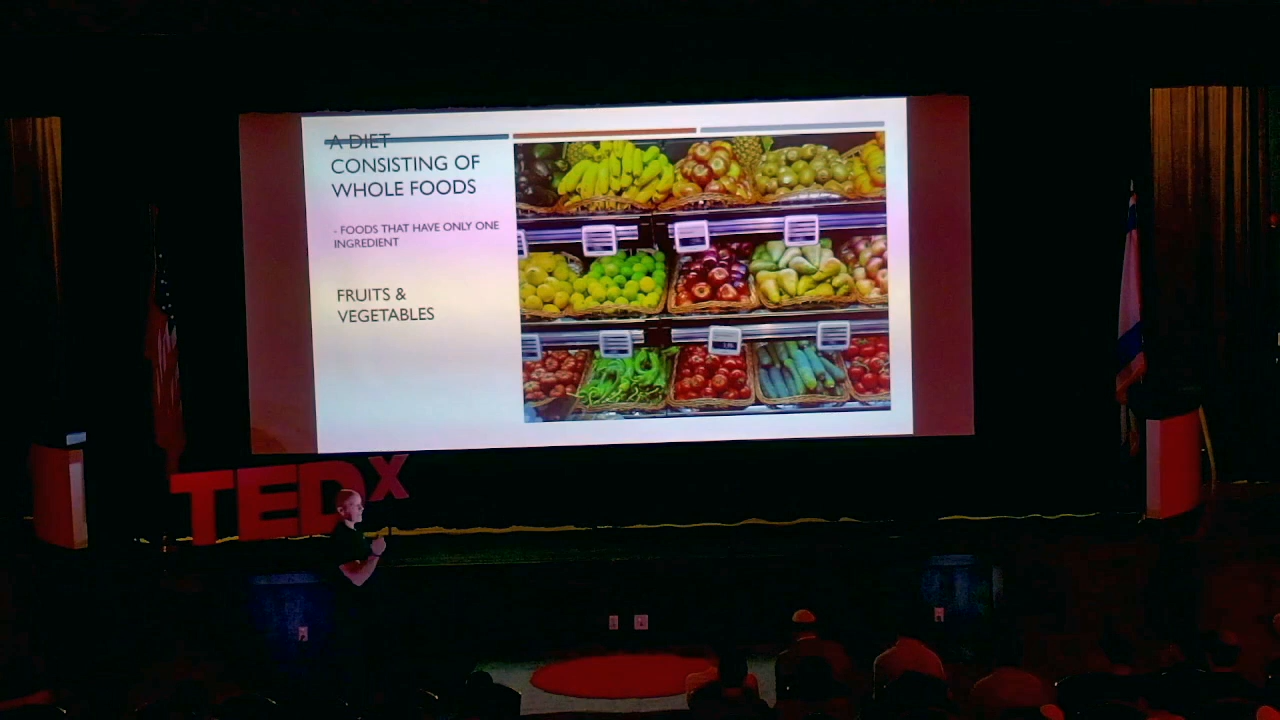 A DIET
CONSISTING OF
WHOLE FOODS
- FOODS THAT HAVE ONLY ONE
INGREDIENT
FRUITS &
VEGETABLES
TEDx